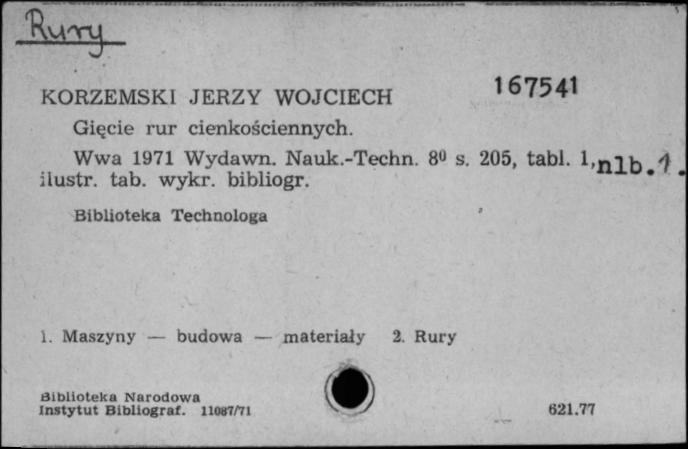 Rury
167541
KORZEMSKI JERZY WOJCIECH
Gięcie rur cienkościennych.
Wwa 1971 Wydawn. Nauk.-Techn. 8⁰ s. 205, tabl. 1, nlb. 1.
ilustr. tab. wykr. bibliogr.
Biblioteka Technologa
1. Maszyny — budowa — materiały 2. Rury
Biblioteka Narodowa
Instytut Bibliograf. 11087/71
621.77